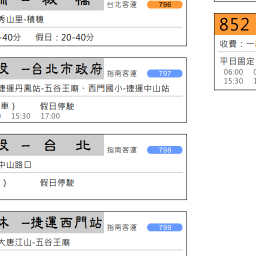 板橋 台北客運 796
秀山里-積穗
40分 假日：20-40分
設 -台北市政府 指南客運 797
捷運丹鳳站-五谷王廟、西門國小-捷運中山站
車） 假日停駛
15:30 17:00
設 - 台 北 指南客運 798
中山路口
） 假日停駛
林 -捷運西門站 指南客運 799
大唐江山-五谷王廟
852
收費：一
平日固定
06:00
15:30 1